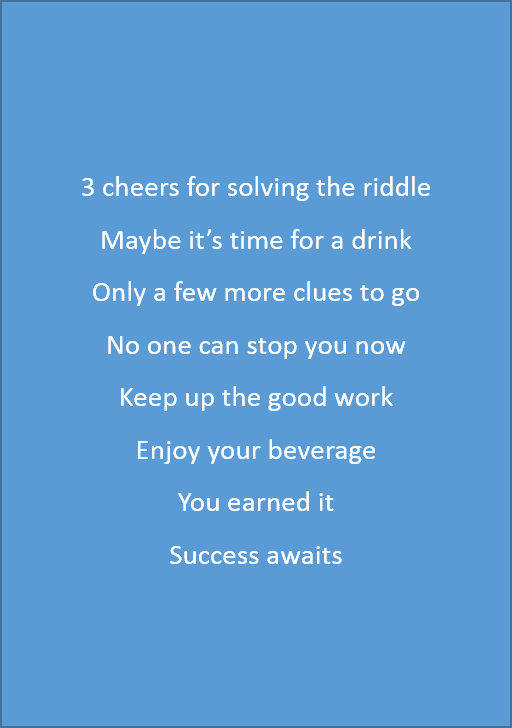 3 cheers for solving the riddle
Maybe it’s time for a drink
Only a few more clues to go
No one can stop you now
Keep up the good work
Enjoy your beverage
You earned it
Success awaits